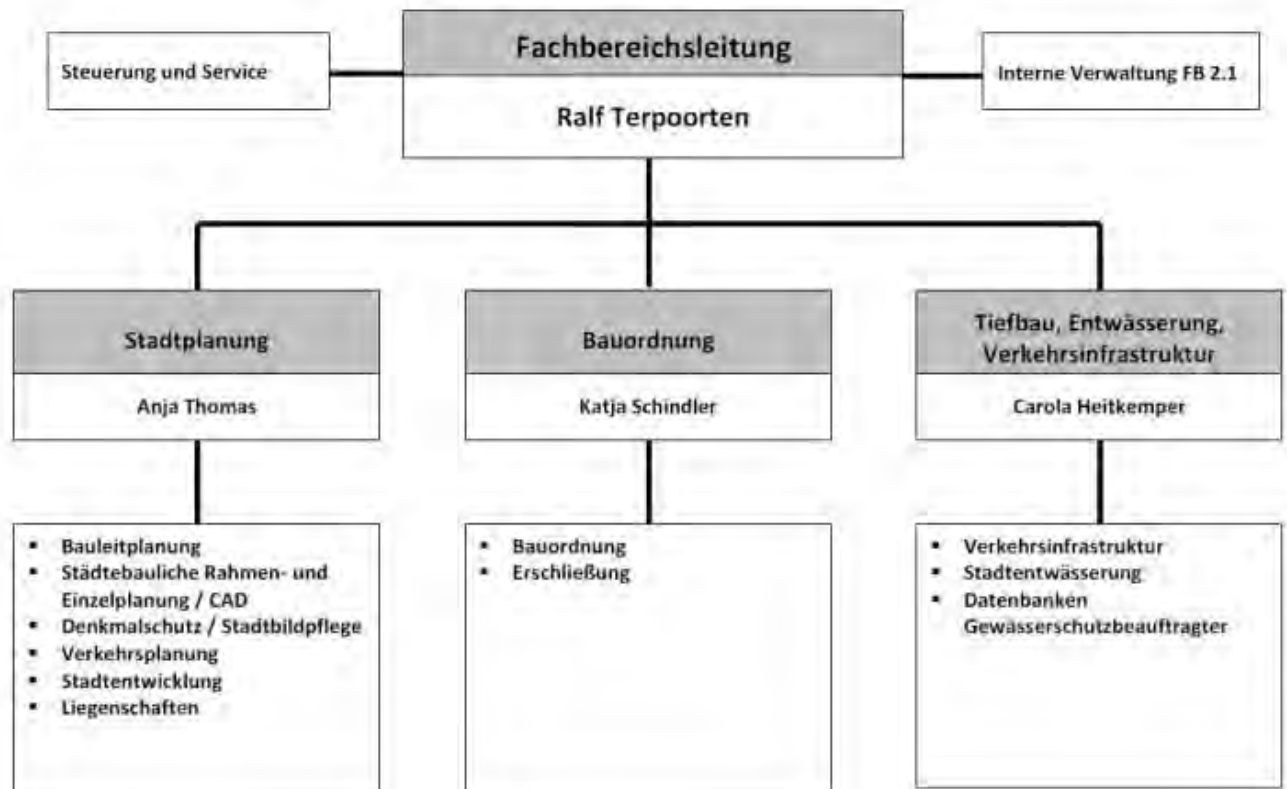 Fachbereichsleitung
Ralf Terpoorten
Steuerung und Service
Interne Verwaltung FB 2.1
Stadtplanung
Anja Thomas
▪ Bauleitplanung
▪ Städtebauliche Rahmen- und
Einzelplanung / CAD
▪ Denkmalschutz / Stadtbildpflege
▪ Verkehrsplanung
▪ Stadtentwicklung
▪ Liegenschaften
Bauordnung
Katja Schindler
▪ Bauordnung
▪ Erschließung
Tiefbau, Entwässerung,
Verkehrsinfrastruktur
Carola Heitkemper
▪ Verkehrsinfrastruktur
▪ Stadtentwässerung
▪ Datenbanken
Gewässerschutzbeauftragter